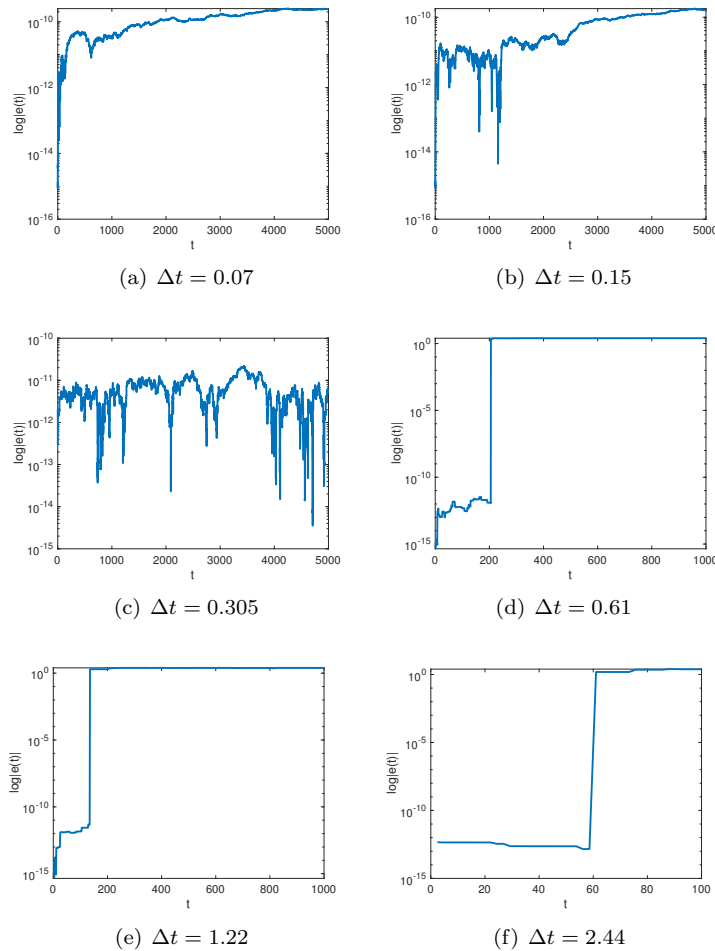 10^-10
10^-12
10^-14
10^-16
log|e(t)|
0 1000 2000 3000 4000 5000
t
(a) Δt = 0.07
10^-10
10^-12
10^-14
10^-16
log|e(t)|
0 1000 2000 3000 4000 5000
t
(b) Δt = 0.15
10^-10
10^-11
10^-12
10^-13
10^-14
10^-15
log|e(t)|
0 1000 2000 3000 4000 5000
t
(c) Δt = 0.305
10^0
10^-5
10^-10
10^-15
log|e(t)|
0 200 400 600 800 1000
t
(d) Δt = 0.61
10^0
10^-5
10^-10
10^-15
log|e(t)|
0 200 400 600 800 1000
t
(e) Δt = 1.22
10^0
10^-5
10^-10
10^-15
log|e(t)|
0 20 40 60 80 100
t
(f) Δt = 2.44